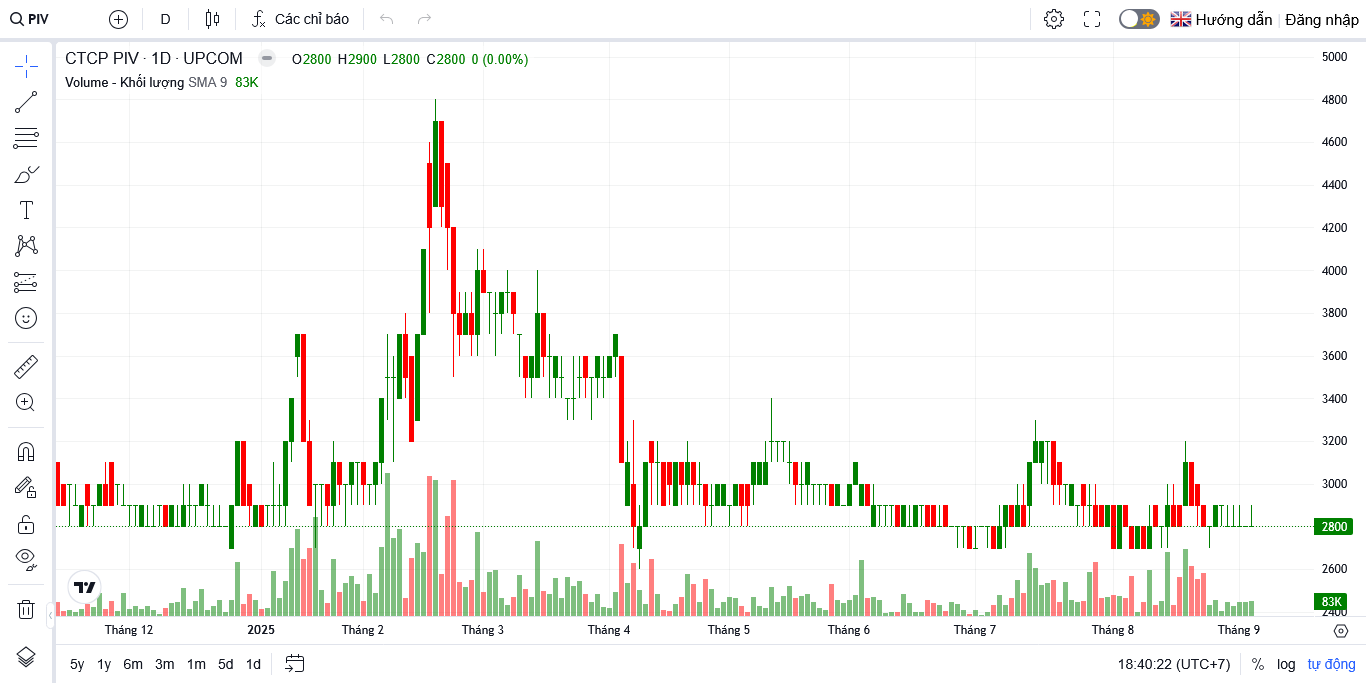 PIV D Các chỉ báo Hướng dẫn Đăng nhập
CTCP PIV · 1D · UPCOM O2800 H2900 L2800 C2800 0 (0.00%)
Volume - Khối lượng SMA 9 83K
5000
4800
4600
4400
4200
4000
3800
3600
3400
3200
3000
2800
2600
83K
2400
Tháng 12 2025 Tháng 2 Tháng 3 Tháng 4 Tháng 5 Tháng 6 Tháng 7 Tháng 8 Tháng 9
5y 1y 6m 3m 1m 5d 1d 18:40:22 (UTC+7) % log tự động